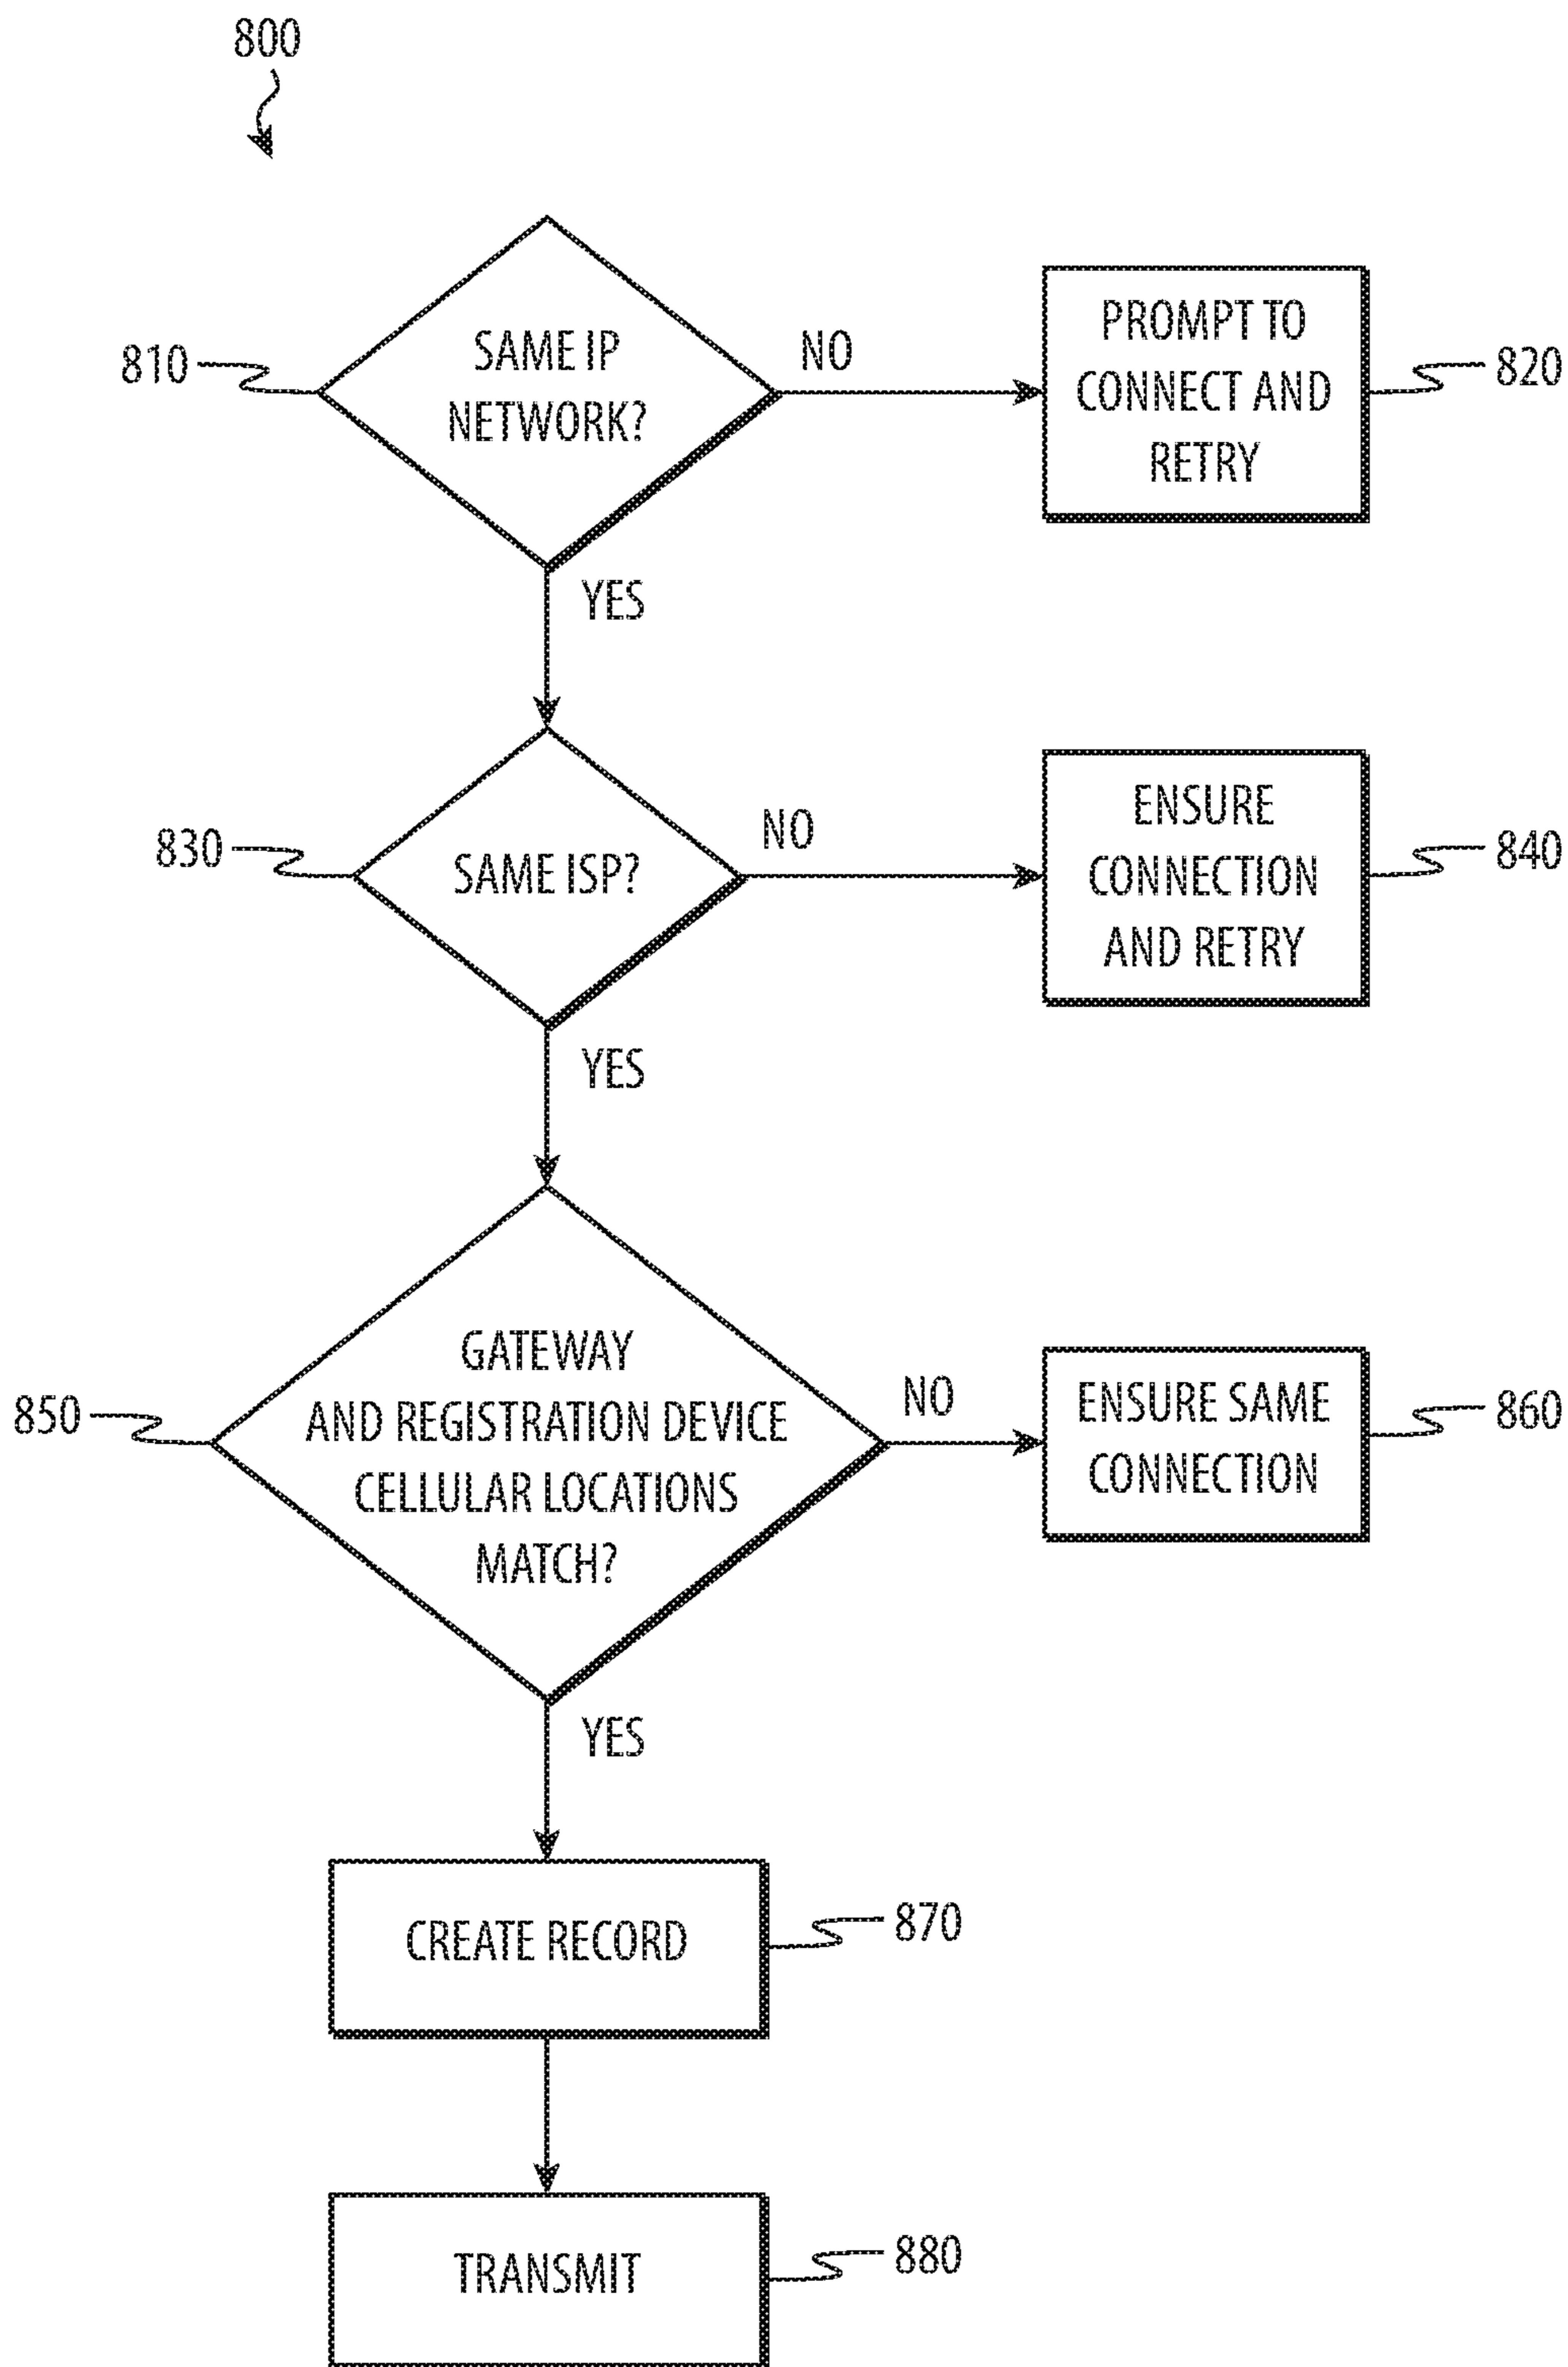 800
810
SAME IP
NETWORK?
NO
PROMPT TO
CONNECT AND
RETRY
820
YES
830
SAME ISP?
NO
ENSURE
CONNECTION
AND RETRY
840
YES
850
GATEWAY
AND REGISTRATION DEVICE
CELLULAR LOCATIONS
MATCH?
NO
ENSURE SAME
CONNECTION
860
YES
CREATE RECORD
870
TRANSMIT
880